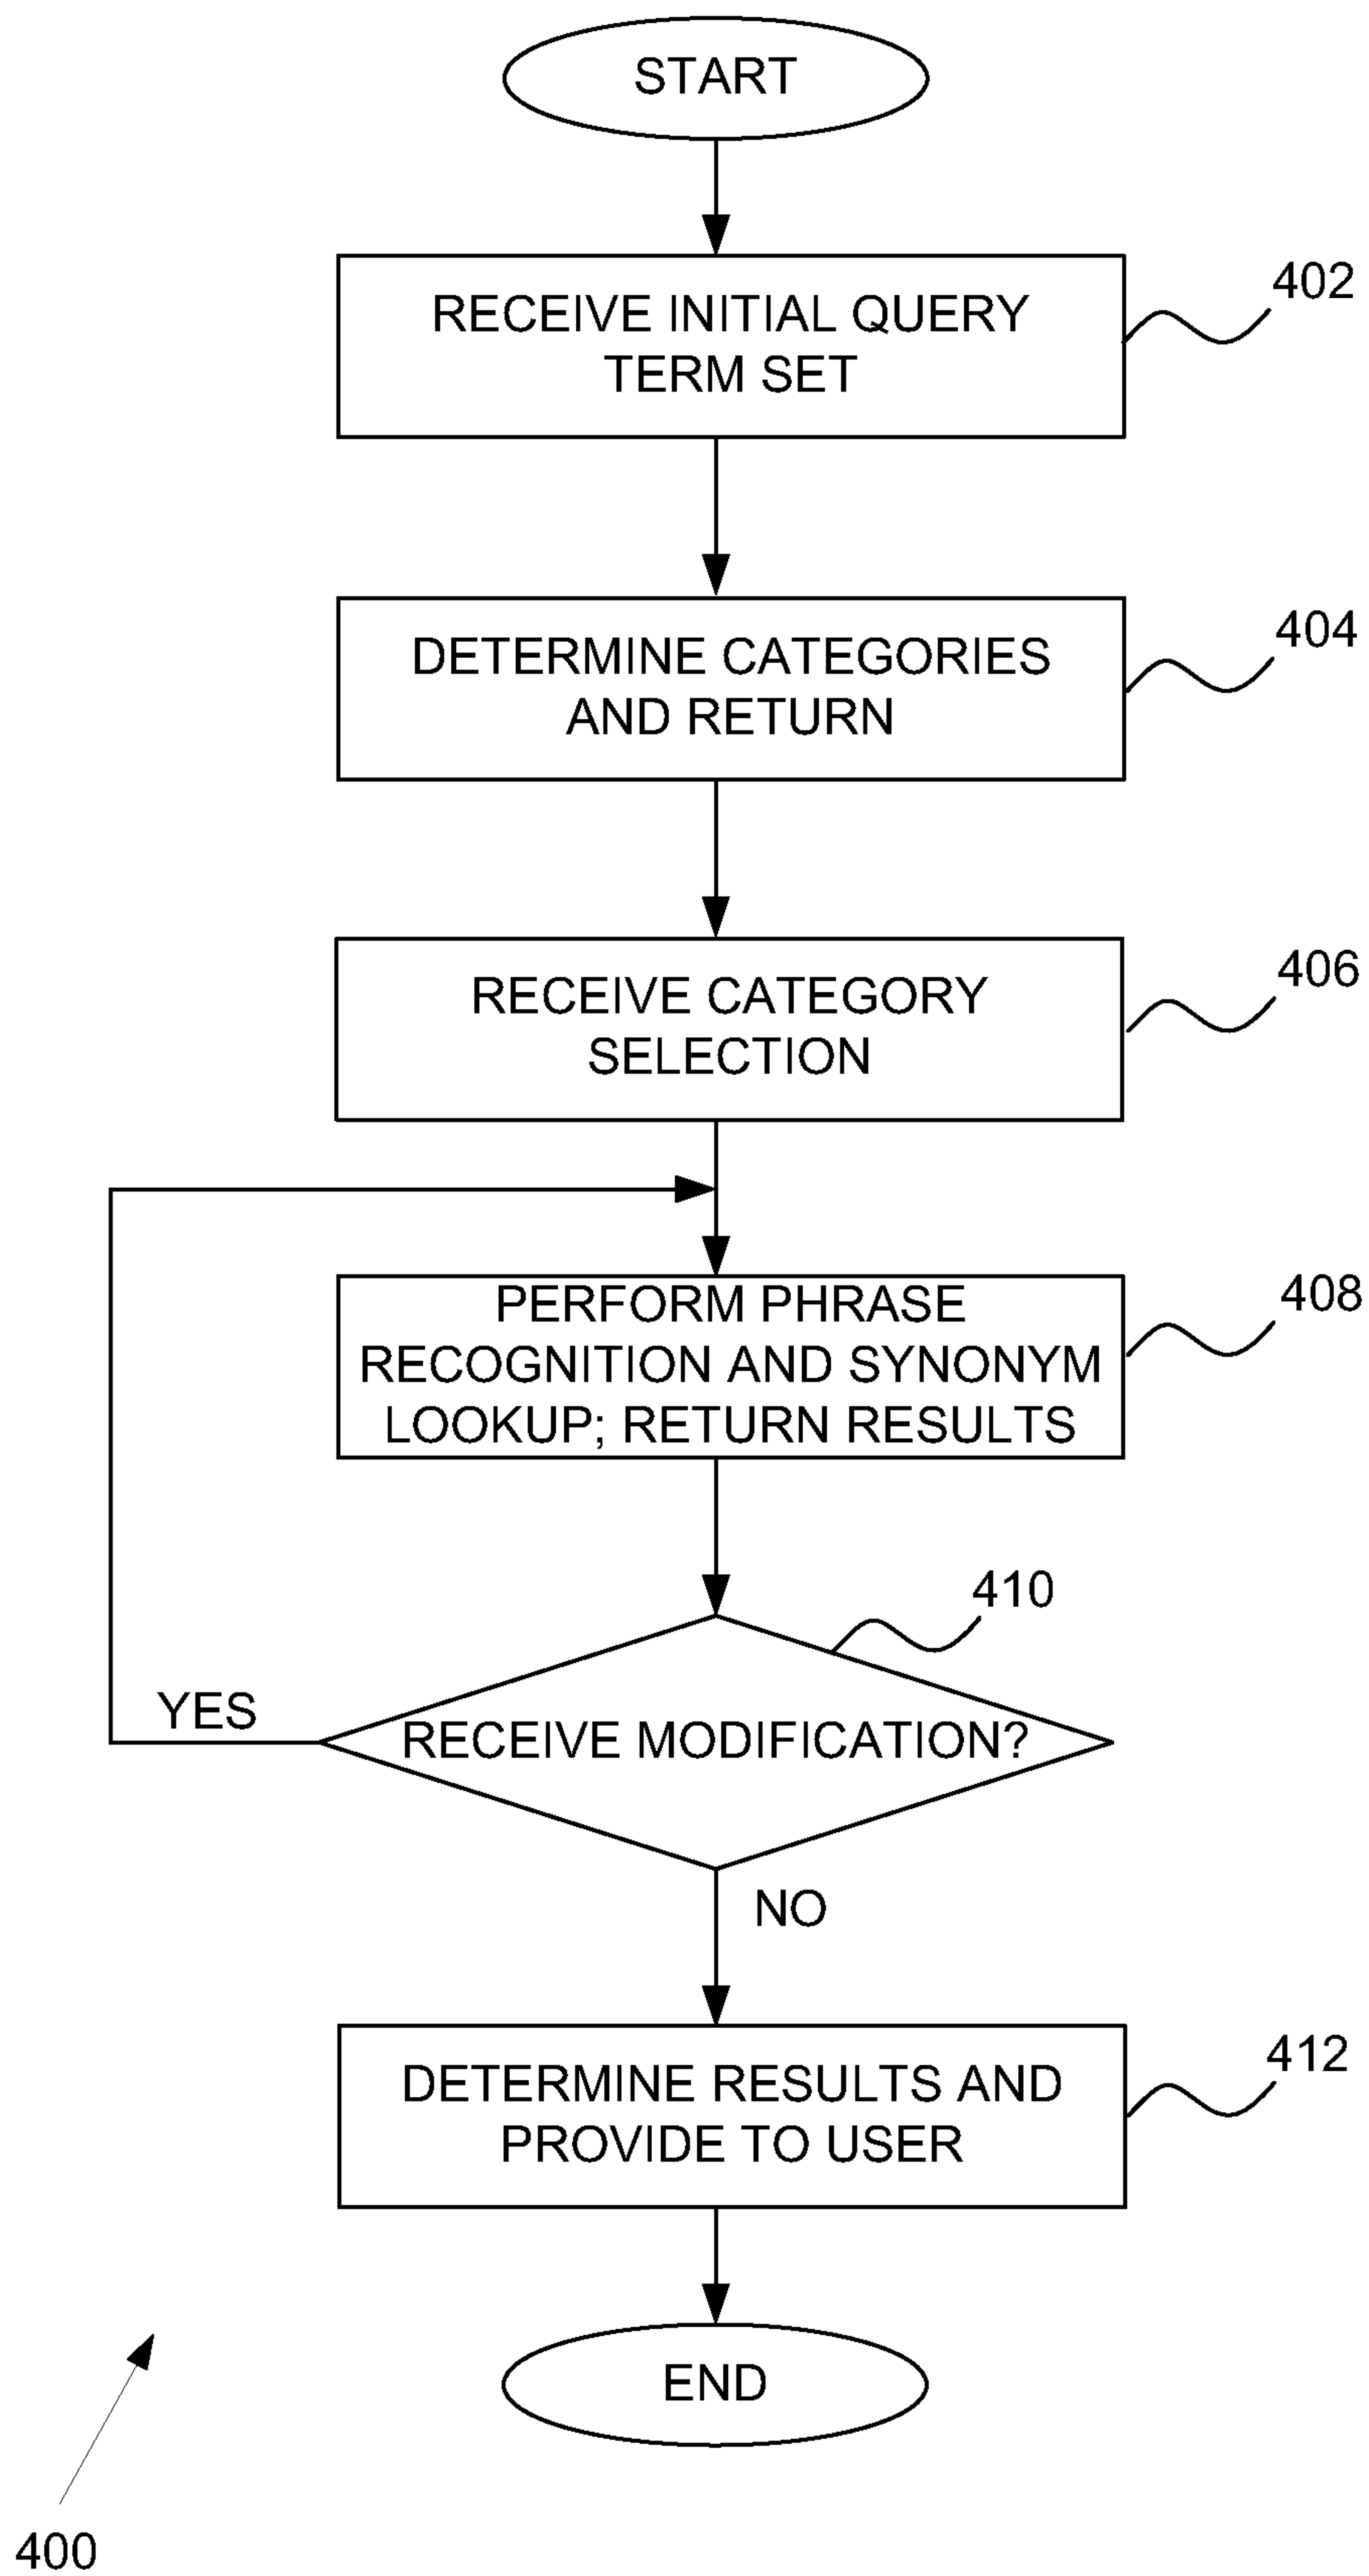 START
RECEIVE INITIAL QUERY
TERM SET
402
DETERMINE CATEGORIES
AND RETURN
404
RECEIVE CATEGORY
SELECTION
406
PERFORM PHRASE
RECOGNITION AND SYNONYM
LOOKUP; RETURN RESULTS
408
410
RECEIVE MODIFICATION?
YES
NO
DETERMINE RESULTS AND
PROVIDE TO USER
412
END
400